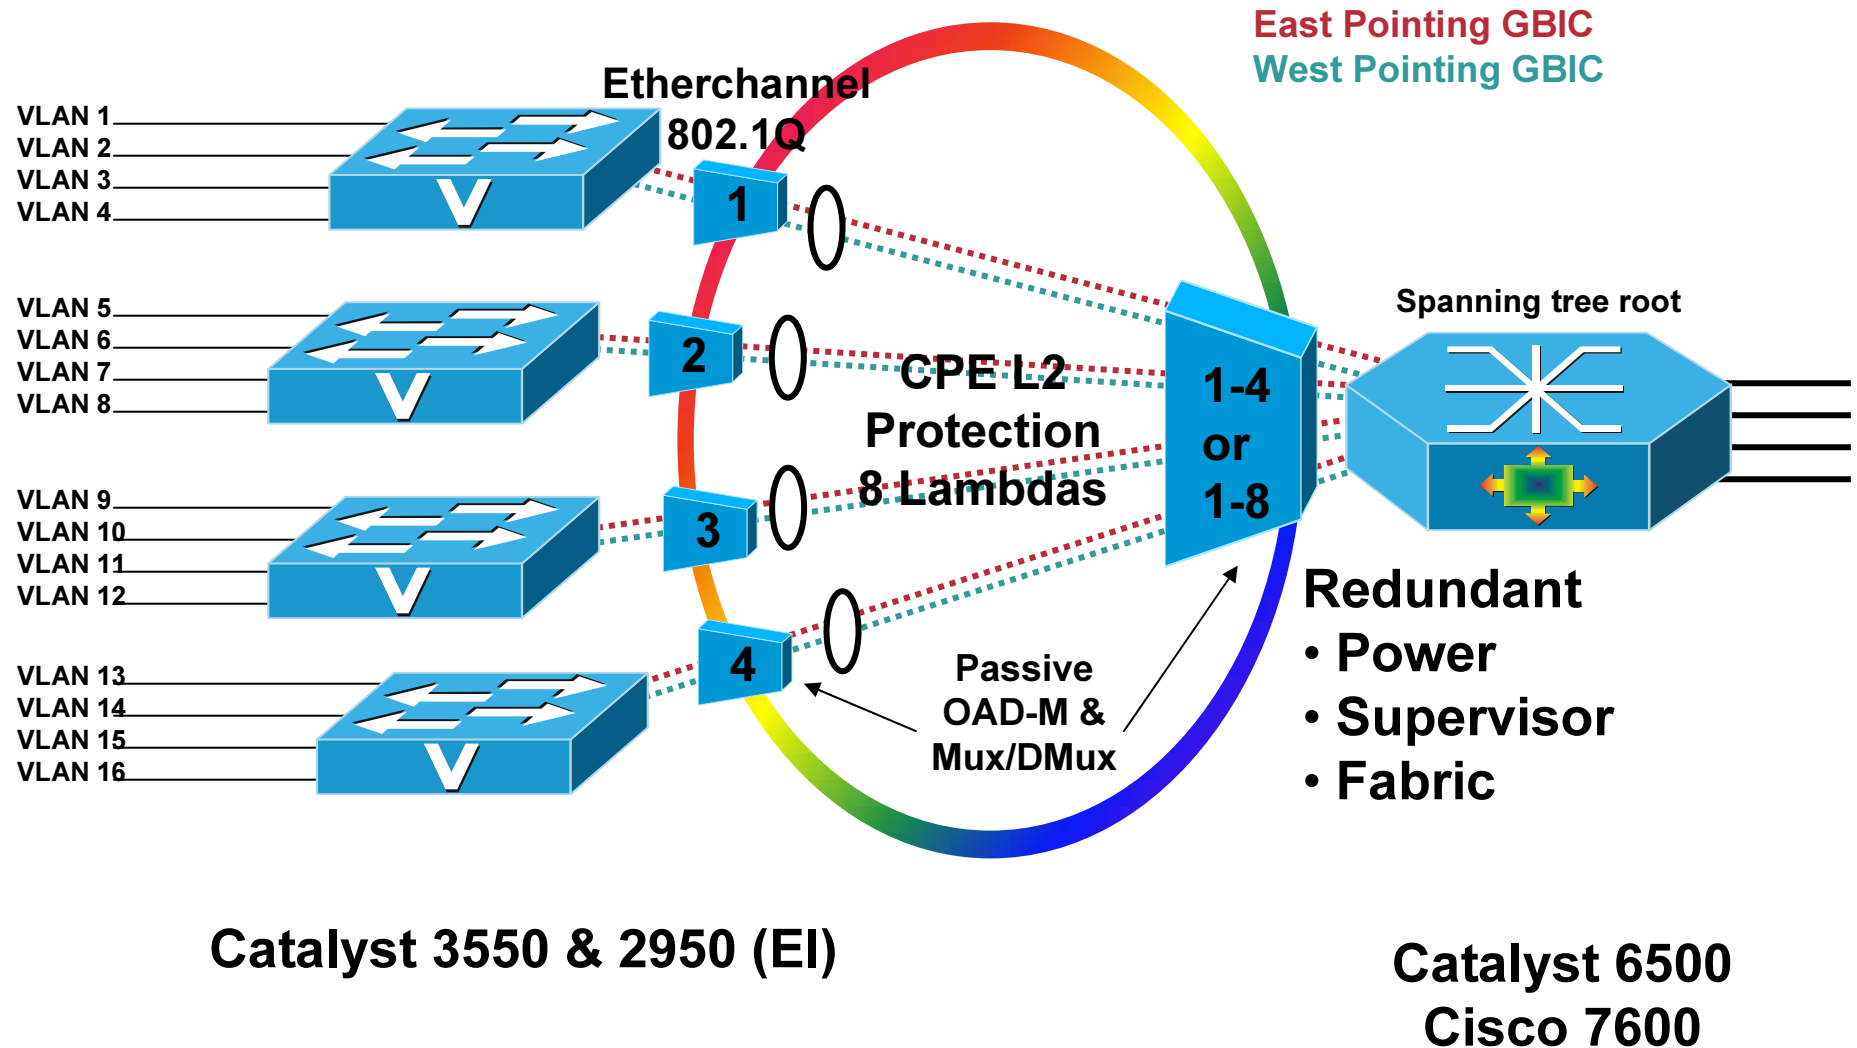 East Pointing GBIC
West Pointing GBIC
Etherchannel
802.1Q
VLAN 1
VLAN 2
VLAN 3
VLAN 4
1
VLAN 5
VLAN 6
VLAN 7
VLAN 8
2
CPE L2
Protection
8 Lambdas
1-4
or
1-8
Spanning tree root
VLAN 9
VLAN 10
VLAN 11
VLAN 12
3
VLAN 13
VLAN 14
VLAN 15
VLAN 16
4
Passive
OAD-M &
Mux/DMux
Redundant
• Power
• Supervisor
• Fabric
Catalyst 3550 & 2950 (EI)
Catalyst 6500
Cisco 7600